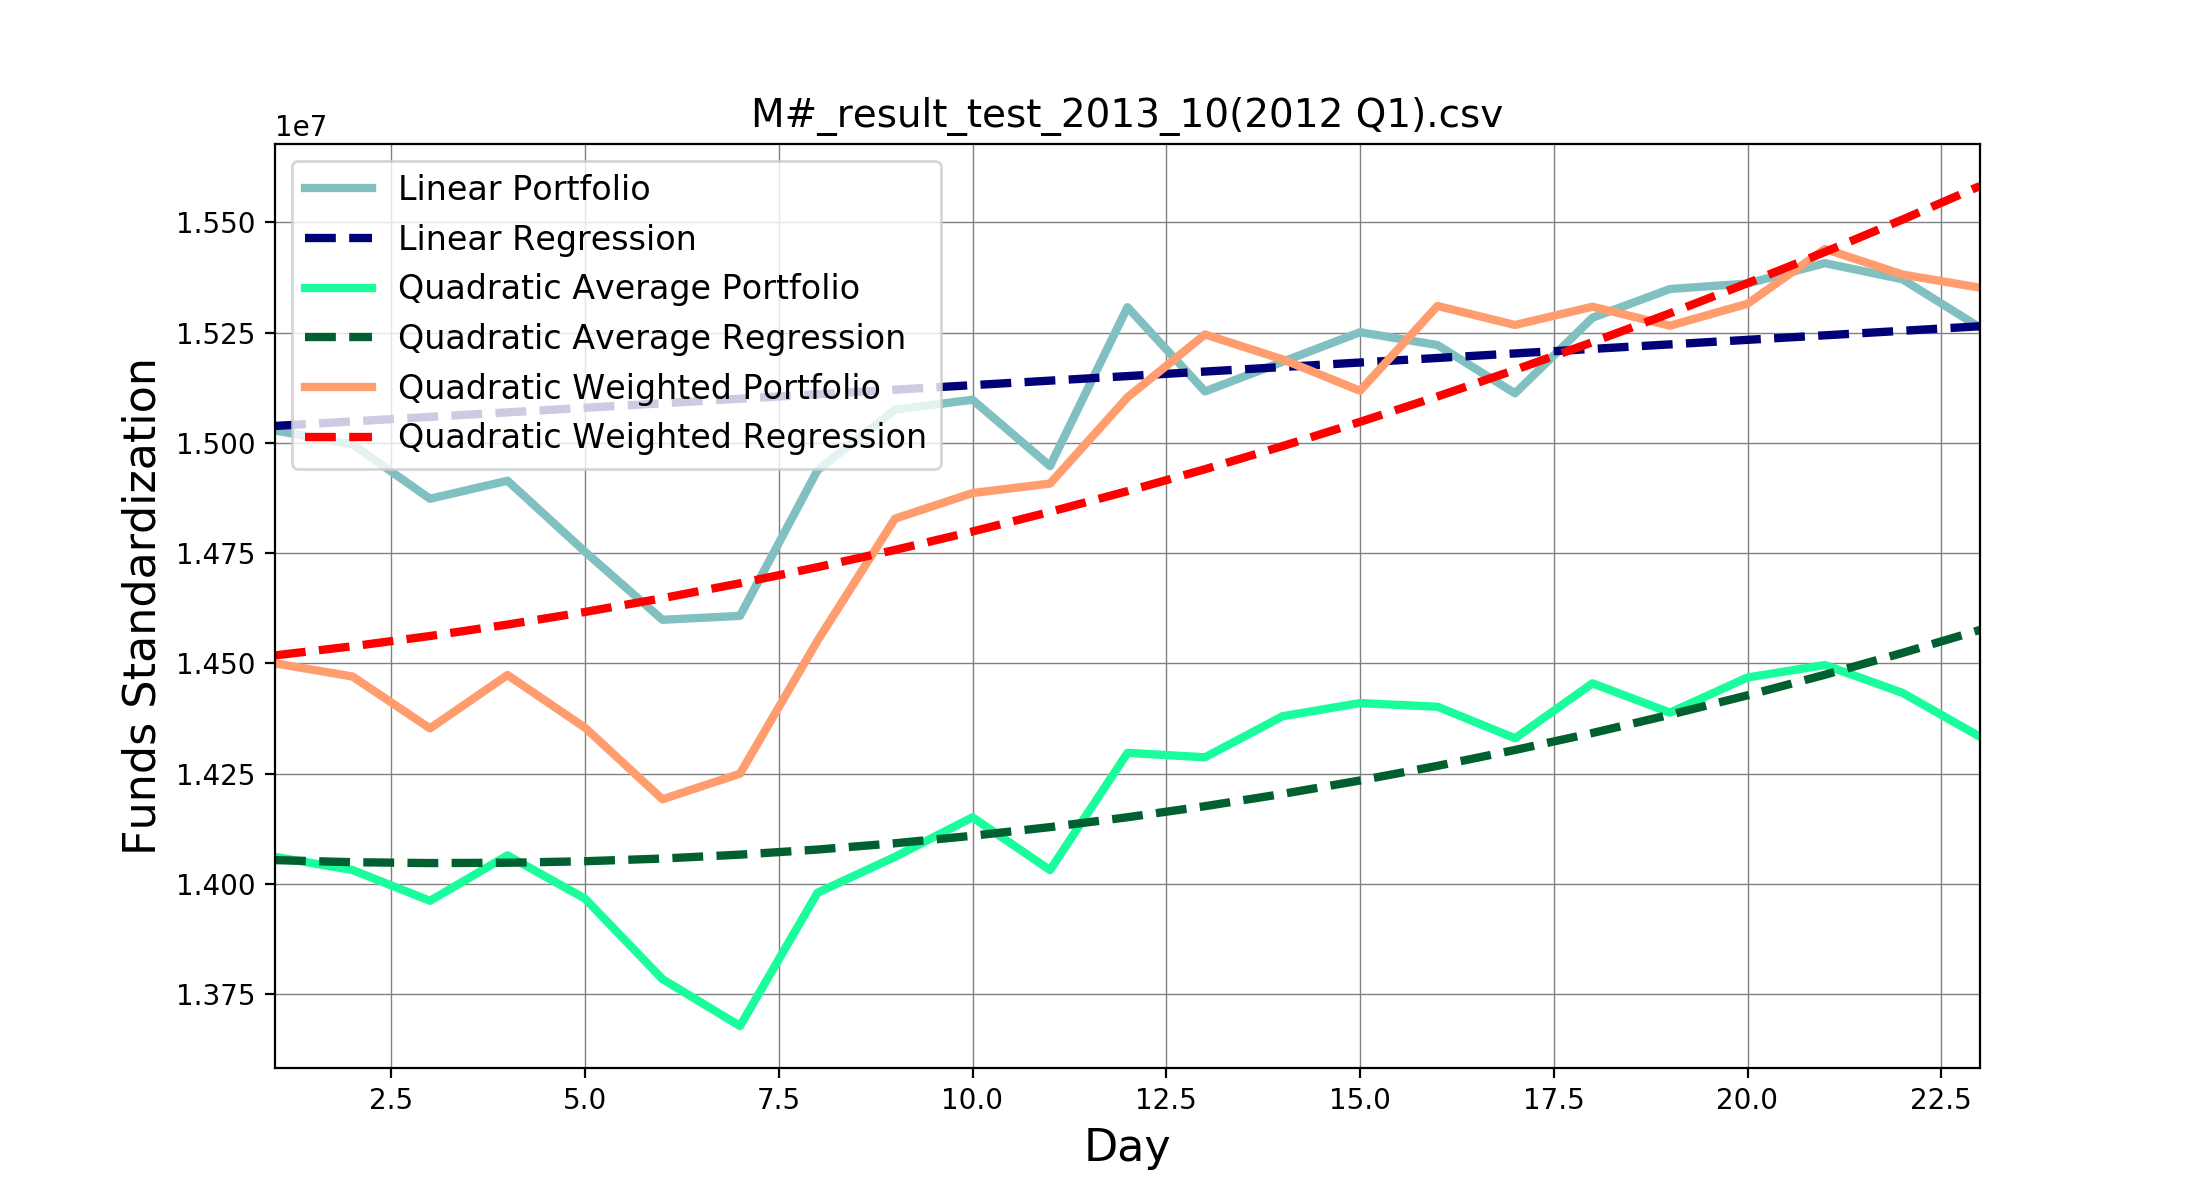 M#_result_test_2013_10(2012 Q1).csv
1e7
Linear Portfolio
Linear Regression
Quadratic Average Portfolio
Quadratic Average Regression
Quadratic Weighted Portfolio
Quadratic Weighted Regression
1.550
1.525
1.500
1.475
1.450
1.425
1.400
1.375
Funds Standardization
2.5 5.0 7.5 10.0 12.5 15.0 17.5 20.0 22.5
Day